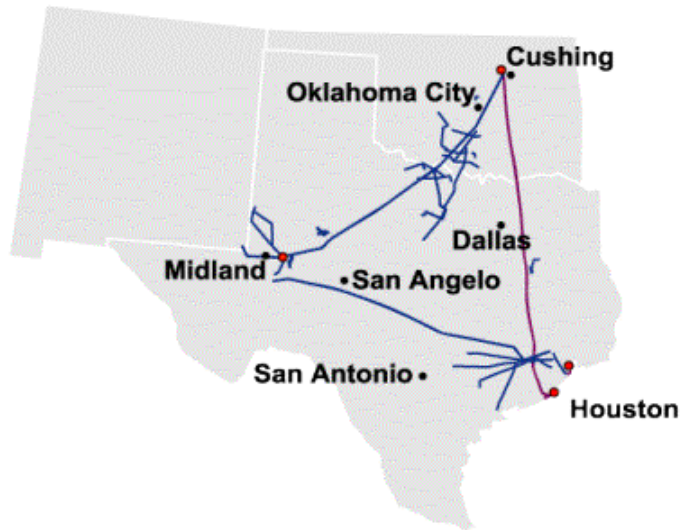 Cushing
Oklahoma City
Dallas
Midland
San Angelo
San Antonio
Houston